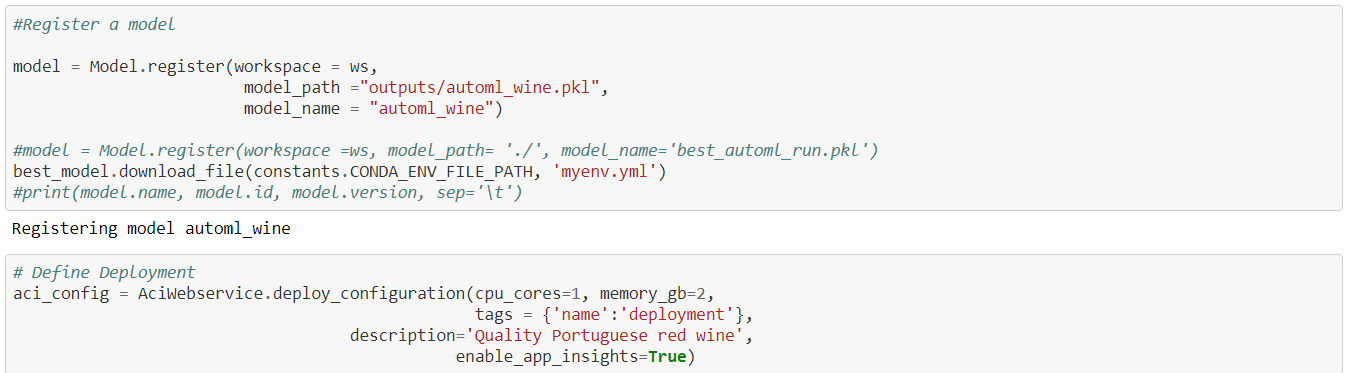 #Register a model
model = Model.register(workspace = ws,
model_path ="outputs/automl_wine.pkl",
model_name = "automl_wine")
#model = Model.register(workspace =ws, model_path= './', model_name='best_automl_run.pkl')
best_model.download_file(constants.CONDA_ENV_FILE_PATH, 'myenv.yml')
#print(model.name, model.id, model.version, sep='\t')
Registering model automl_wine
# Define Deployment
aci_config = AciWebservice.deploy_configuration(cpu_cores=1, memory_gb=2,
tags = {'name':'deployment'},
description='Quality Portuguese red wine',
enable_app_insights=True)